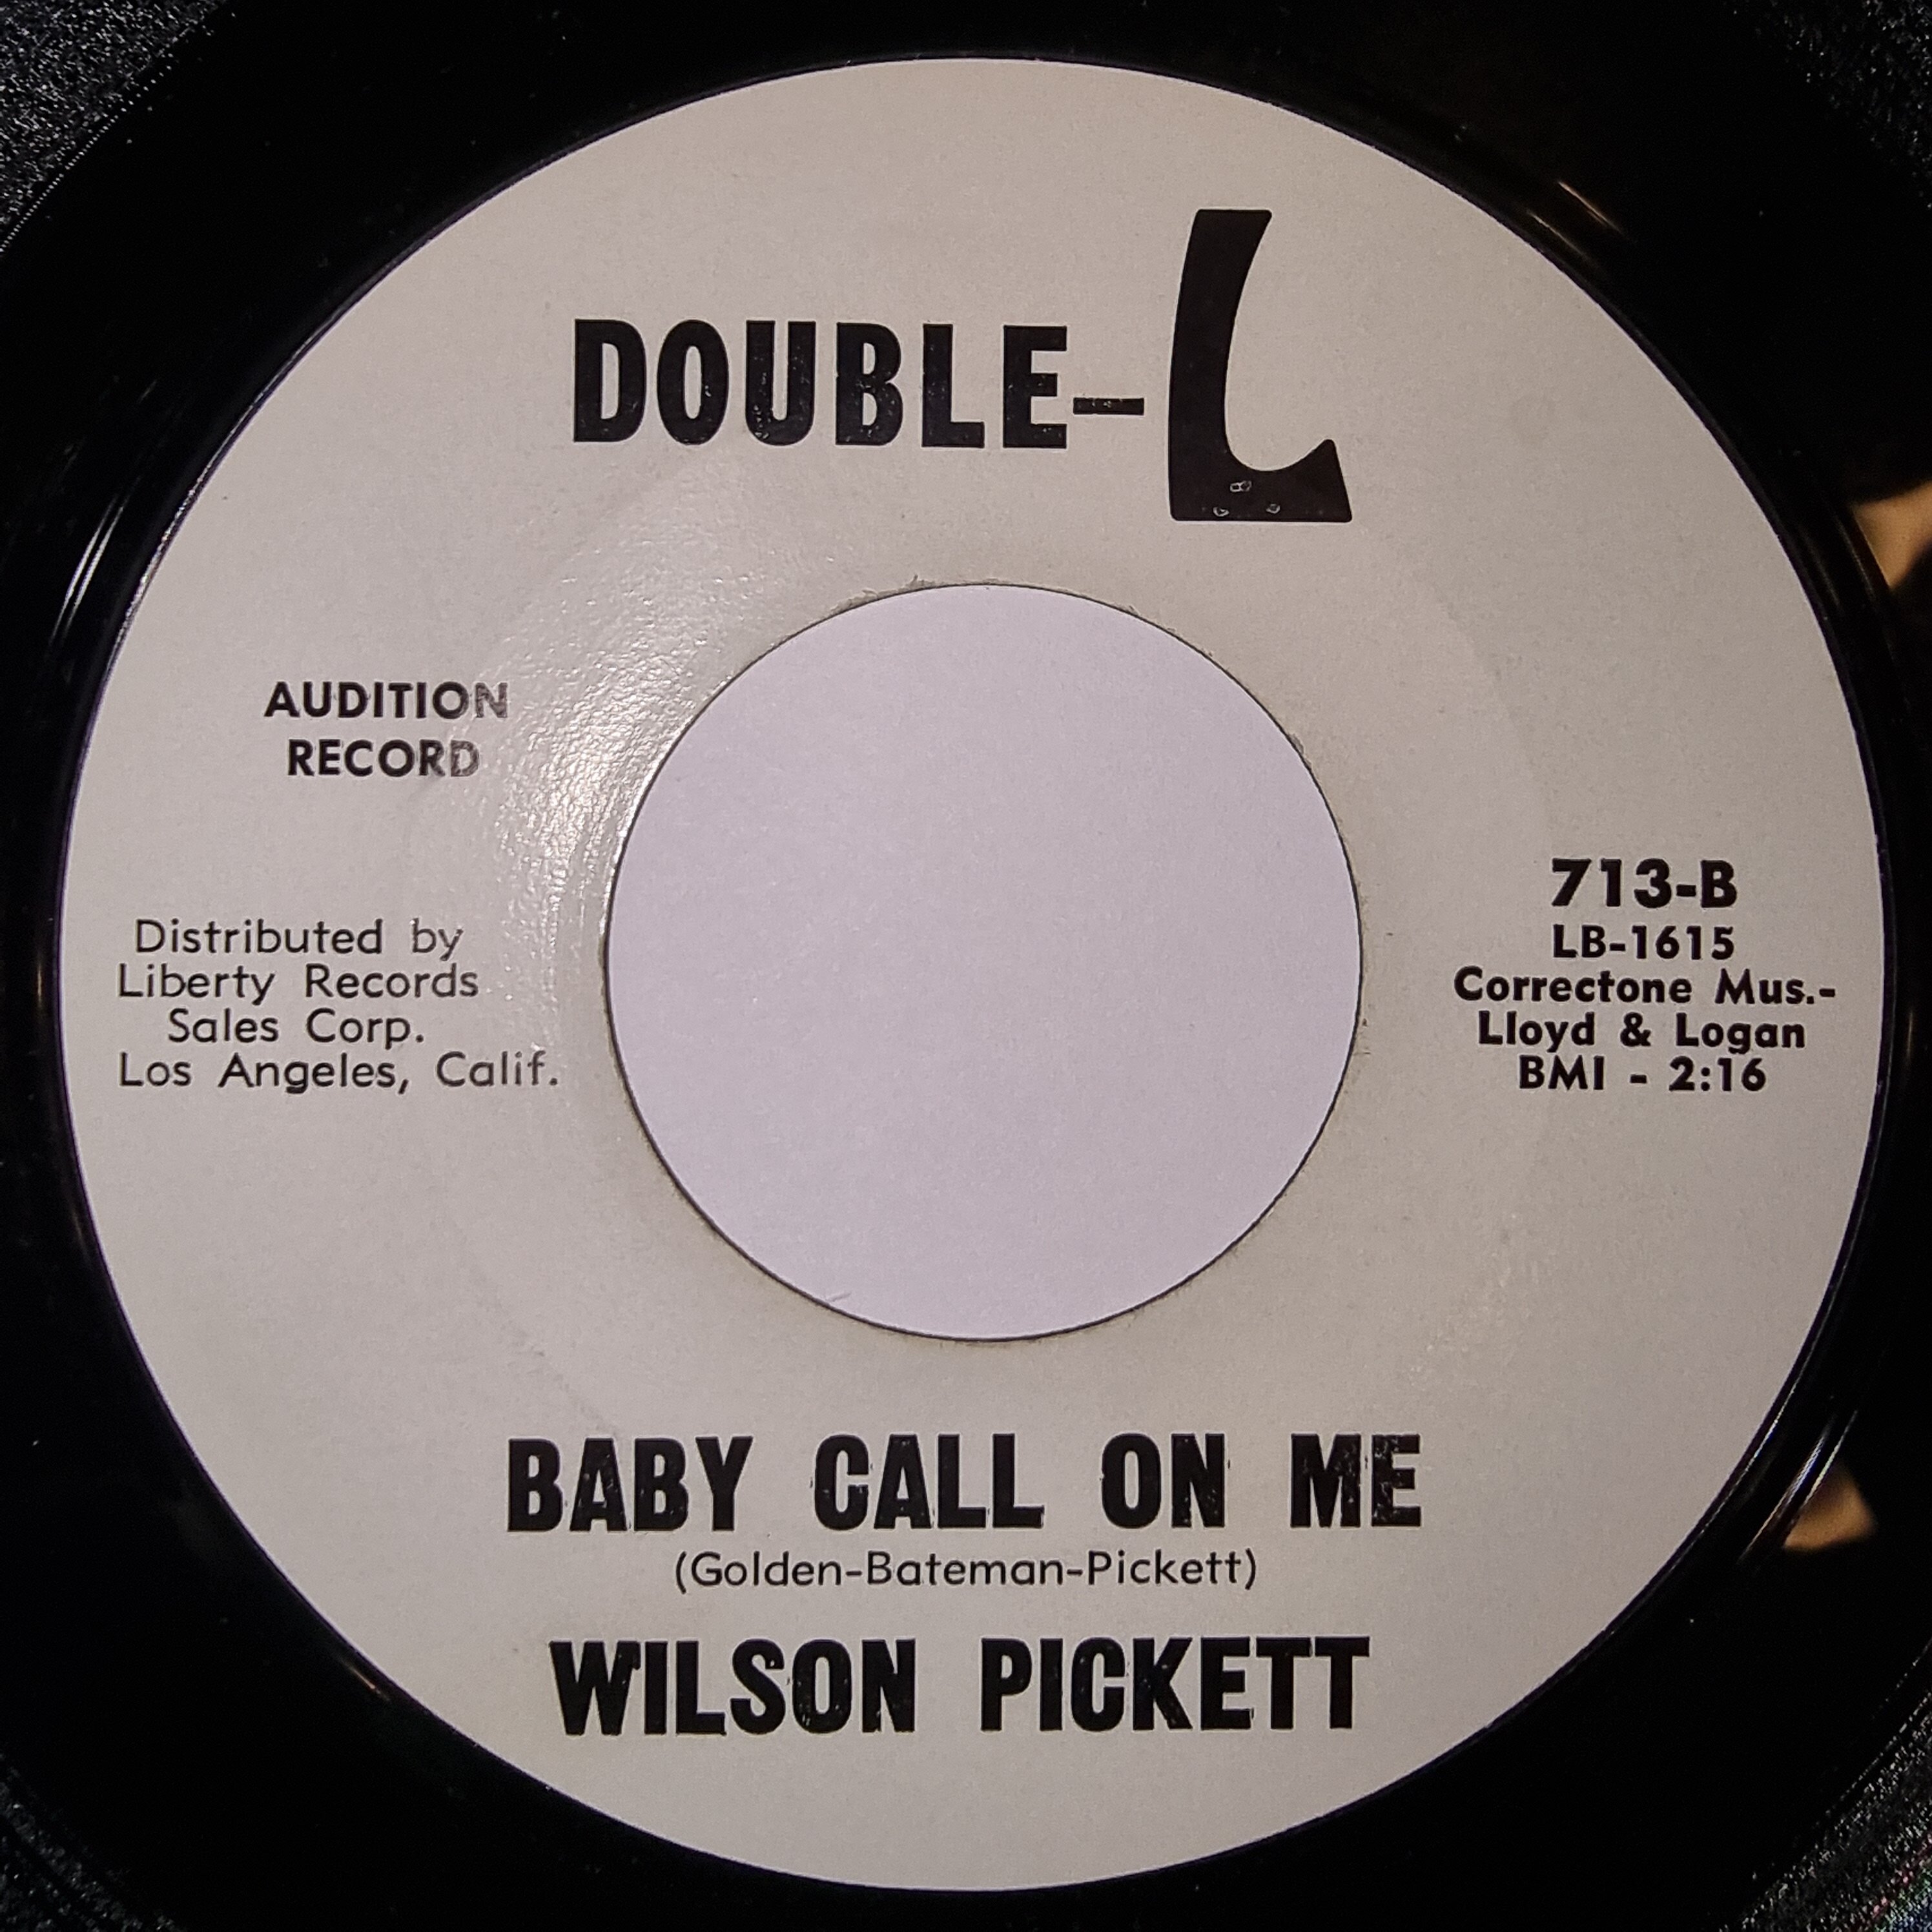 DOUBLE-L
AUDITION
RECORD
Distributed by
Liberty Records
Sales Corp.
Los Angeles, Calif.
713-B
LB-1615
Correctone Mus.-
Lloyd & Logan
BMI - 2:16
BABY CALL ON ME
(Golden-Bateman-Pickett)
WILSON PICKETT